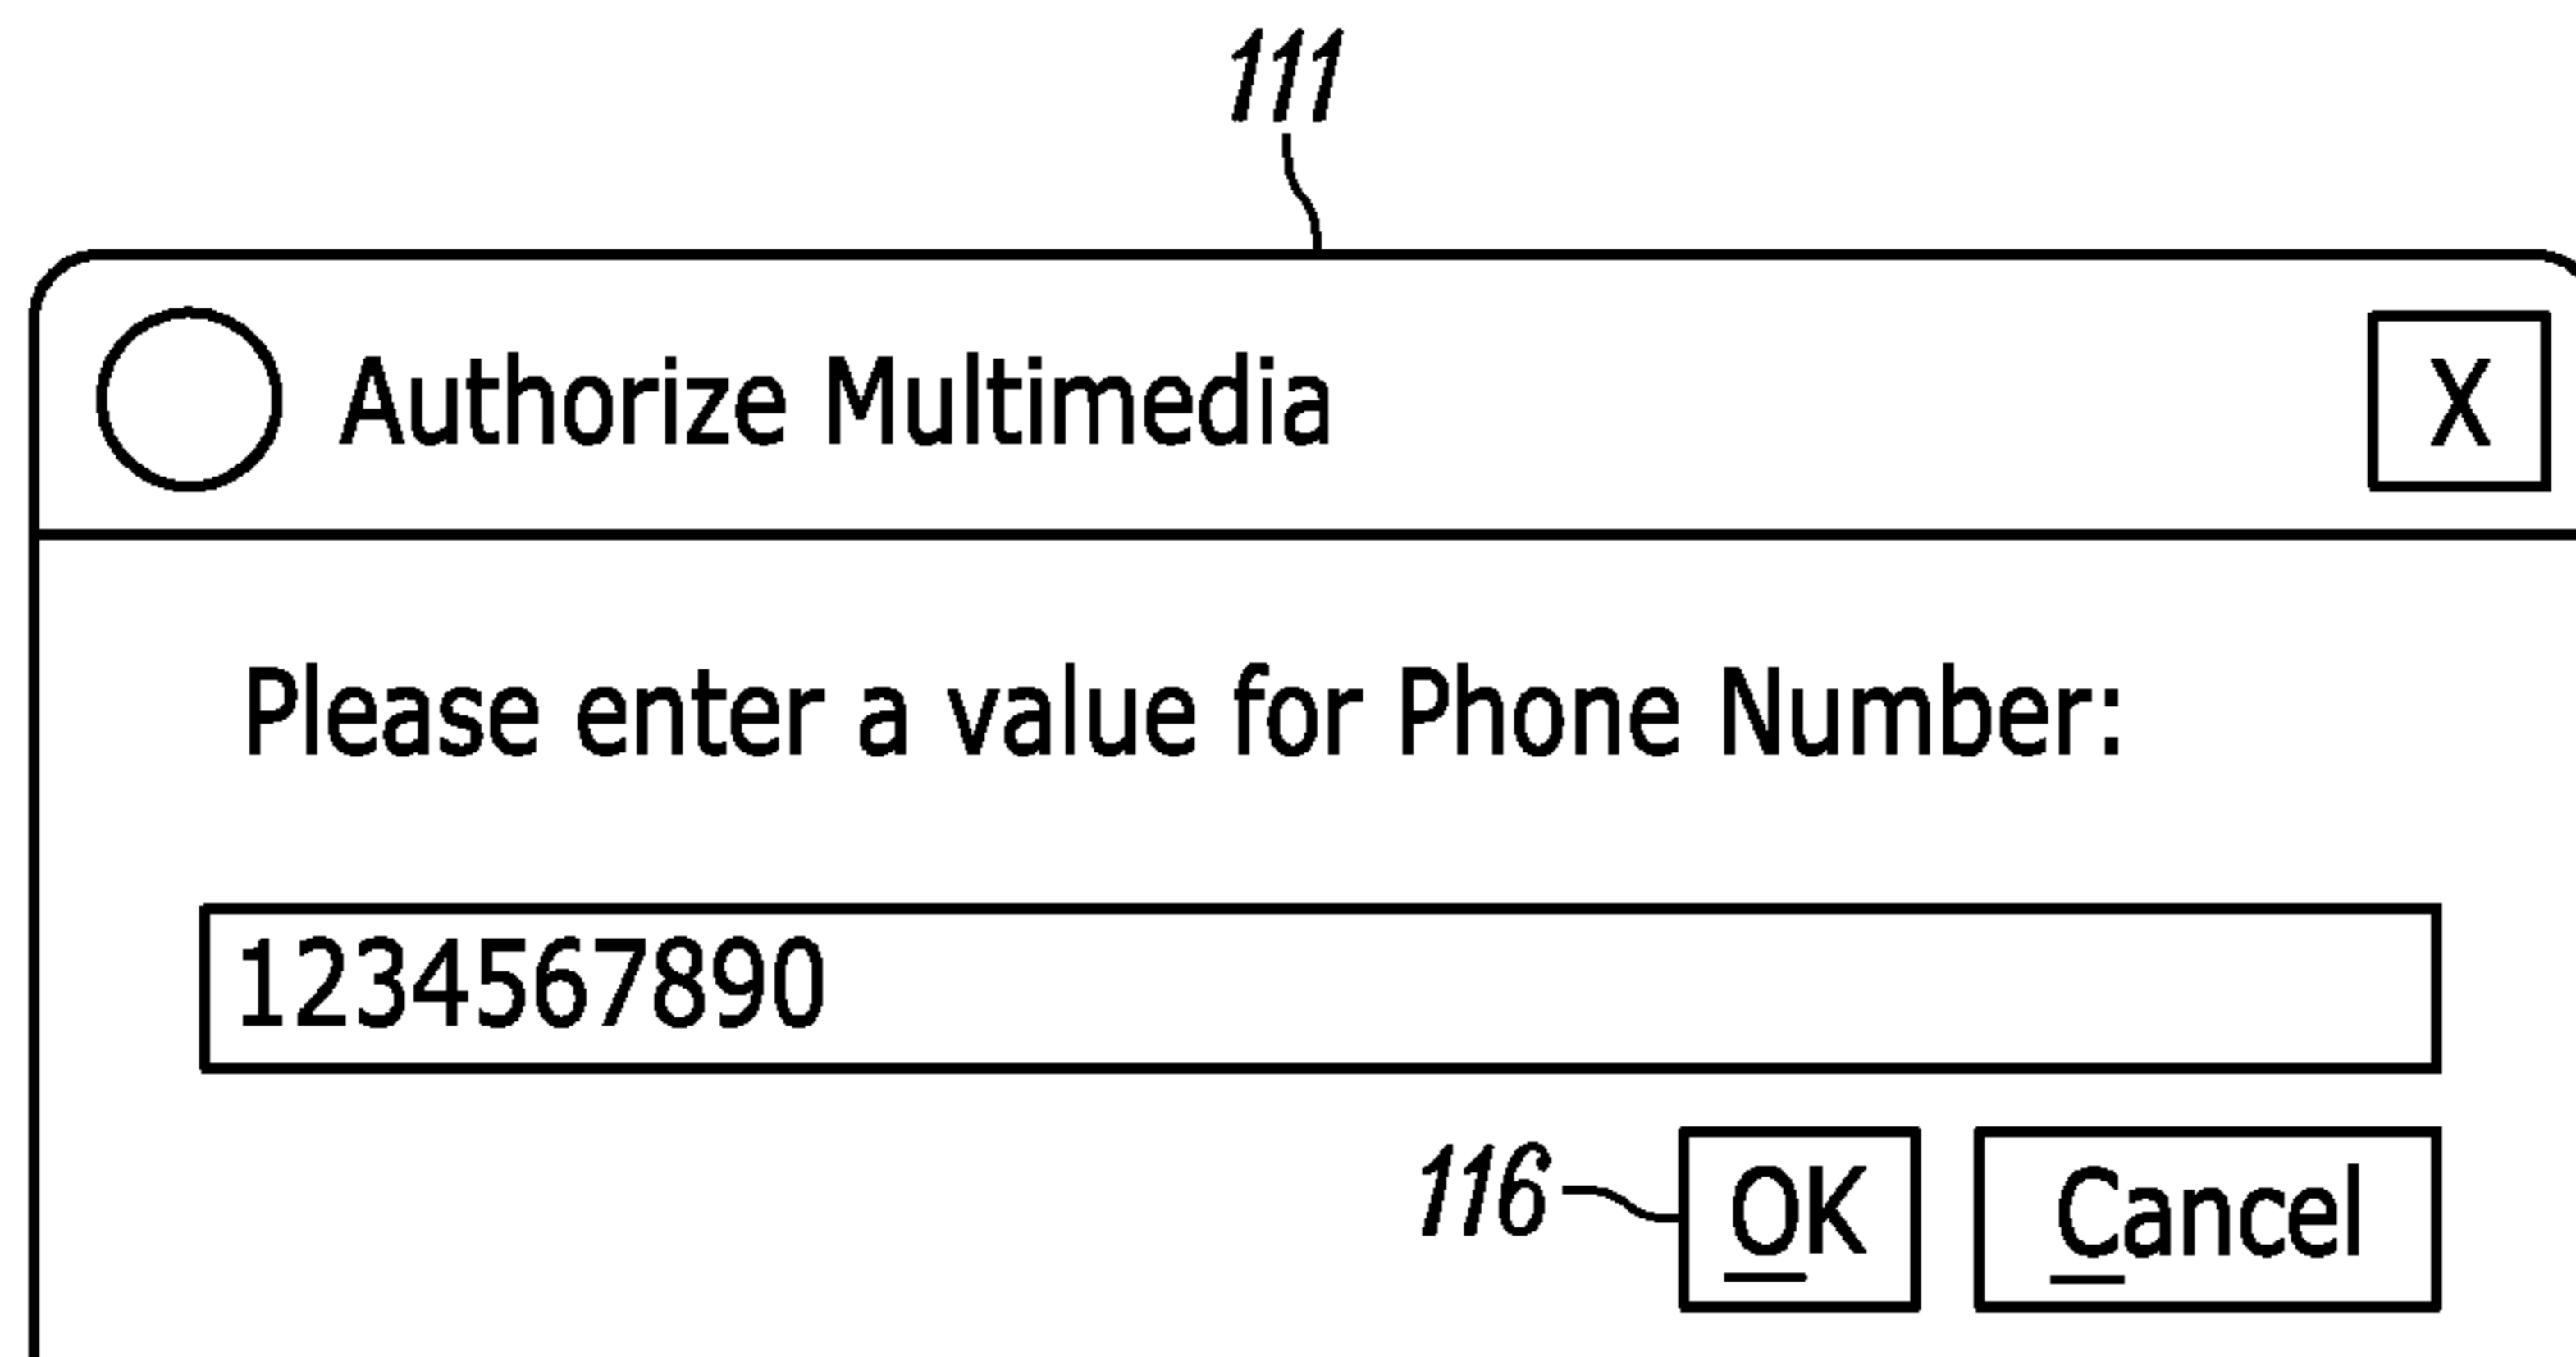 111
Authorize Multimedia X
Please enter a value for Phone Number:
1234567890
116 OK Cancel